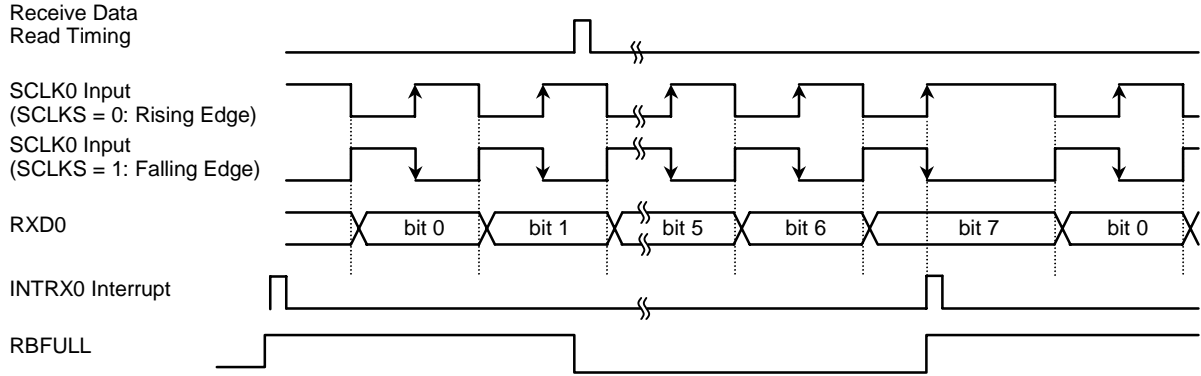 Receive Data
Read Timing
SCLK0 Input
(SCLKS = 0: Rising Edge)
SCLK0 Input
(SCLKS = 1: Falling Edge)
RXD0
bit 0 bit 1 bit 5 bit 6 bit 7 bit 0
INTRX0 Interrupt
RBFULL